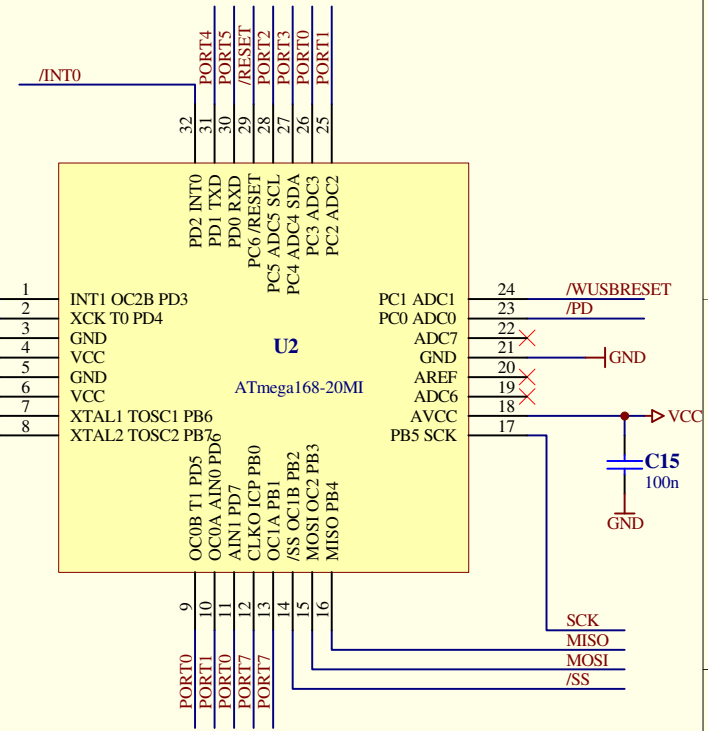 /INT0
PORT4
PORT5
/RESET
PORT2
PORT3
PORT0
PORT1
32
31
30
29
28
27
26
25
PD2 INT0
PD1 TXD
PD0 RXD
PC6 /RESET
PC5 ADC5 SCL
PC4 ADC4 SDA
PC3 ADC3
PC2 ADC2
1 INT1 OC2B PD3
2 XCK T0 PD4
3 GND
4 VCC
5 GND
6 VCC
7 XTAL1 TOSC1 PB6
8 XTAL2 TOSC2 PB7
U2
ATmega168-20MI
PC1 ADC1 24 /WUSBRESET
PC0 ADC0 23 /PD
ADC7 22
GND 21 GND
AREF 20
ADC6 19
AVCC 18 VCC
PB5 SCK 17
C15
100n
GND
OC0B T1 PD5
OC0A AIN0 PD6
AIN1 PD7
CLKO ICP PB0
OC1A PB1
/SS OC1B PB2
MOSI OC2 PB3
MISO PB4
9
10
11
12
13
14
15
16
PORT0
PORT1
PORT0
PORT7
PORT7
SCK
MISO
MOSI
/SS